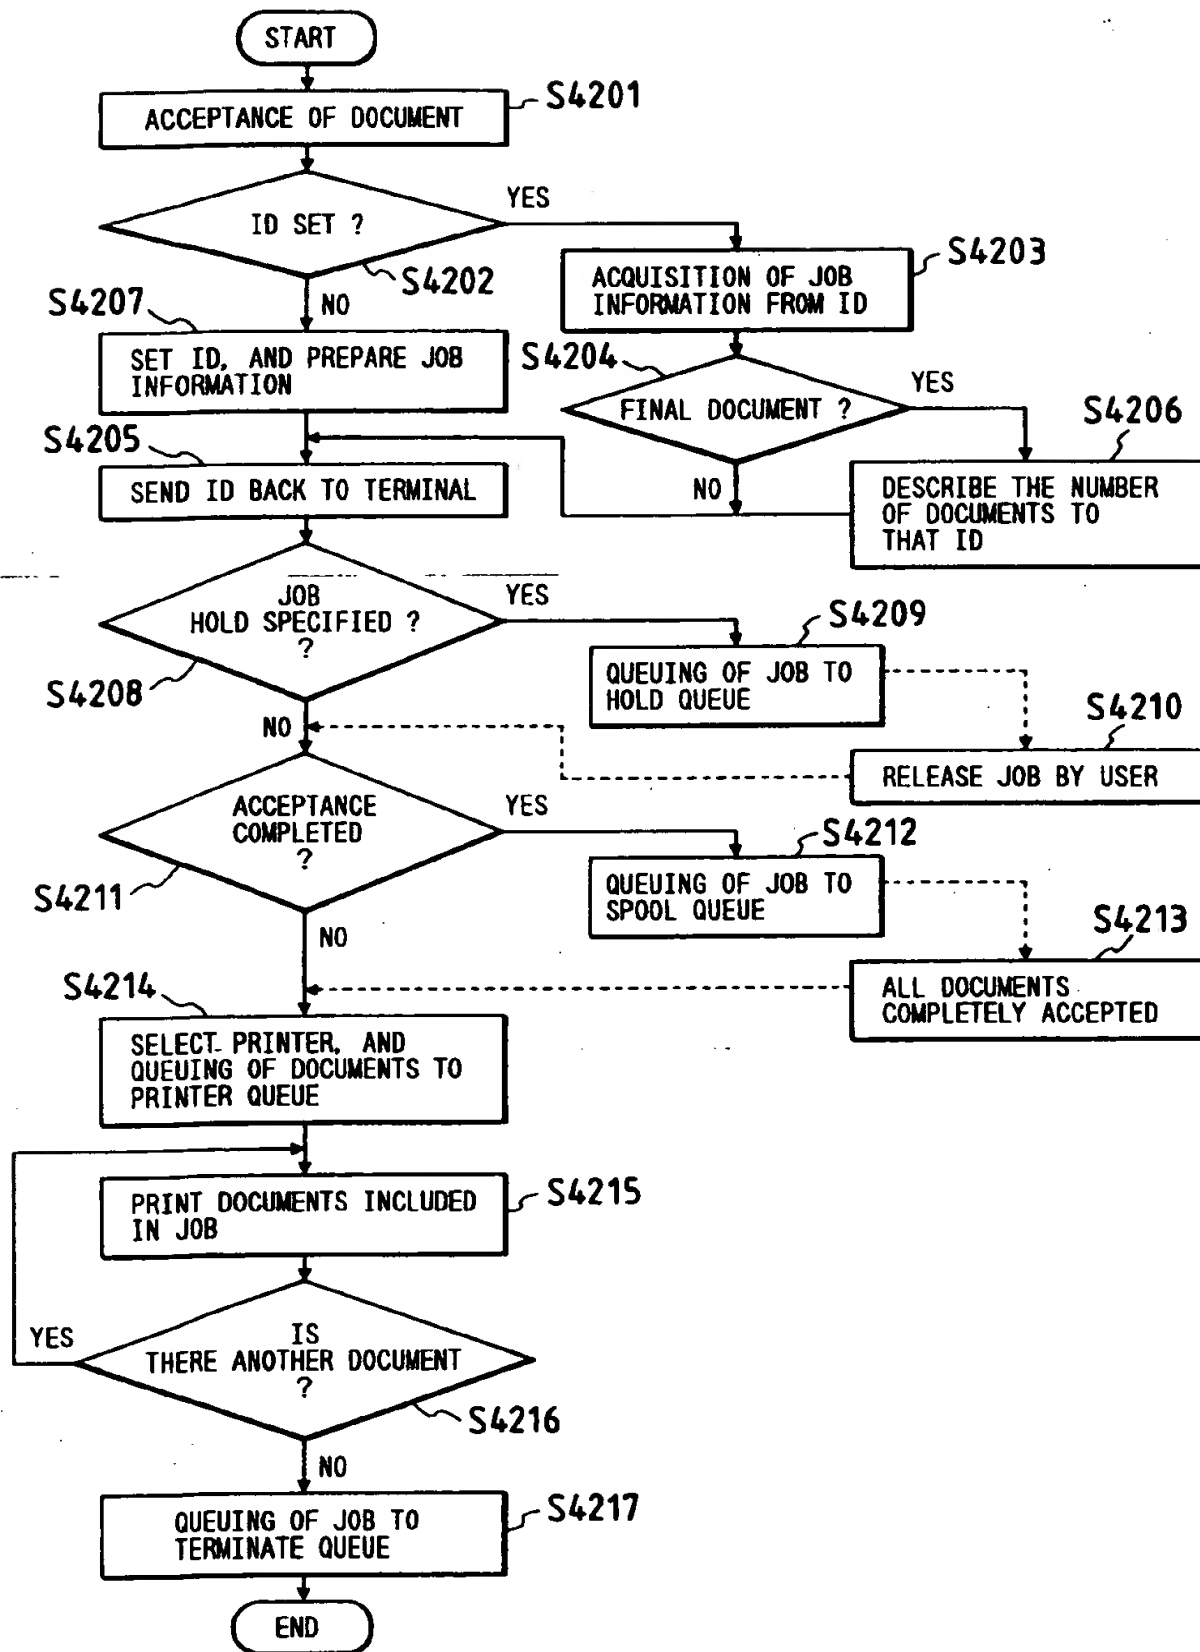 START
ACCEPTANCE OF DOCUMENT
S4201
ID SET ?
YES
S4202
NO
S4203
ACQUISITION OF JOB
INFORMATION FROM ID
S4207
SET ID, AND PREPARE JOB
INFORMATION
S4204
FINAL DOCUMENT ?
YES
NO
S4206
DESCRIBE THE NUMBER
OF DOCUMENTS TO
THAT ID
S4205
SEND ID BACK TO TERMINAL
JOB
HOLD SPECIFIED ?
?
YES
S4208
NO
S4209
QUEUING OF JOB TO
HOLD QUEUE
S4210
RELEASE JOB BY USER
ACCEPTANCE
COMPLETED
?
YES
S4211
NO
S4212
QUEUING OF JOB TO
SPOOL QUEUE
S4213
ALL DOCUMENTS
COMPLETELY ACCEPTED
S4214
SELECT PRINTER, AND
QUEUING OF DOCUMENTS TO
PRINTER QUEUE
PRINT DOCUMENTS INCLUDED
IN JOB
S4215
IS
THERE ANOTHER DOCUMENT
?
YES
S4216
NO
QUEUING OF JOB TO
TERMINATE QUEUE
S4217
END